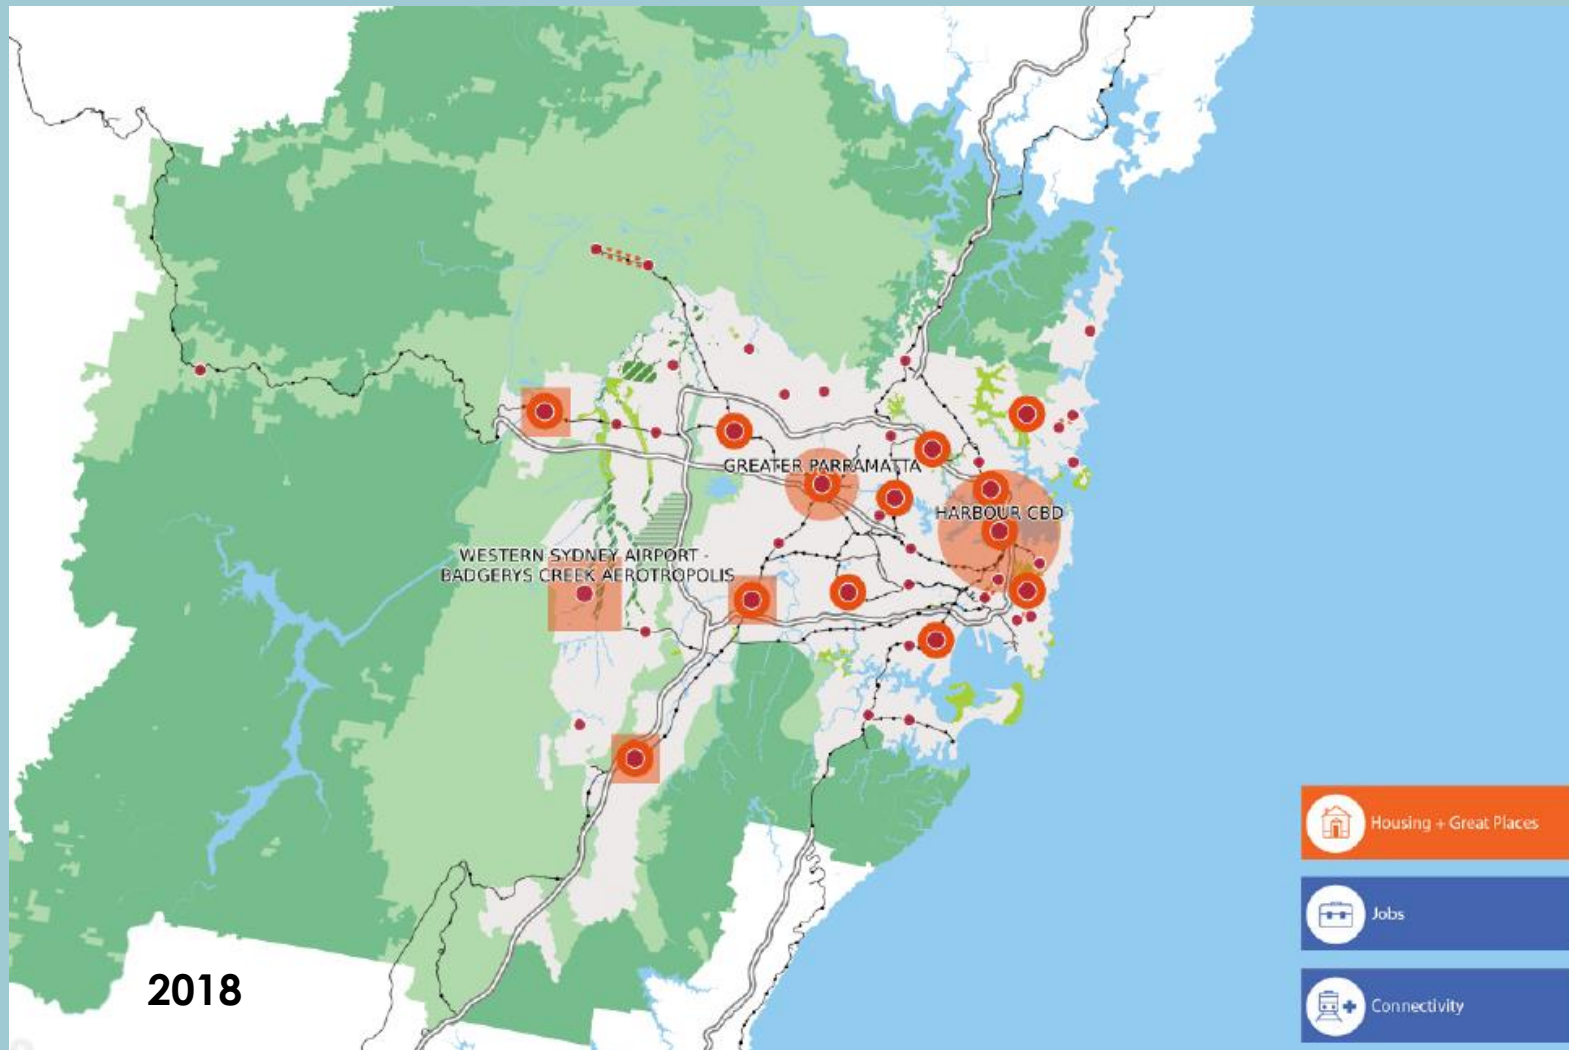 GREATER PARRAMATTA
HARBOUR CBD
WESTERN SYDNEY AIRPORT -
BADGERYS CREEK AEROTROPOLIS
Housing + Great Places
Jobs
Connectivity
2018